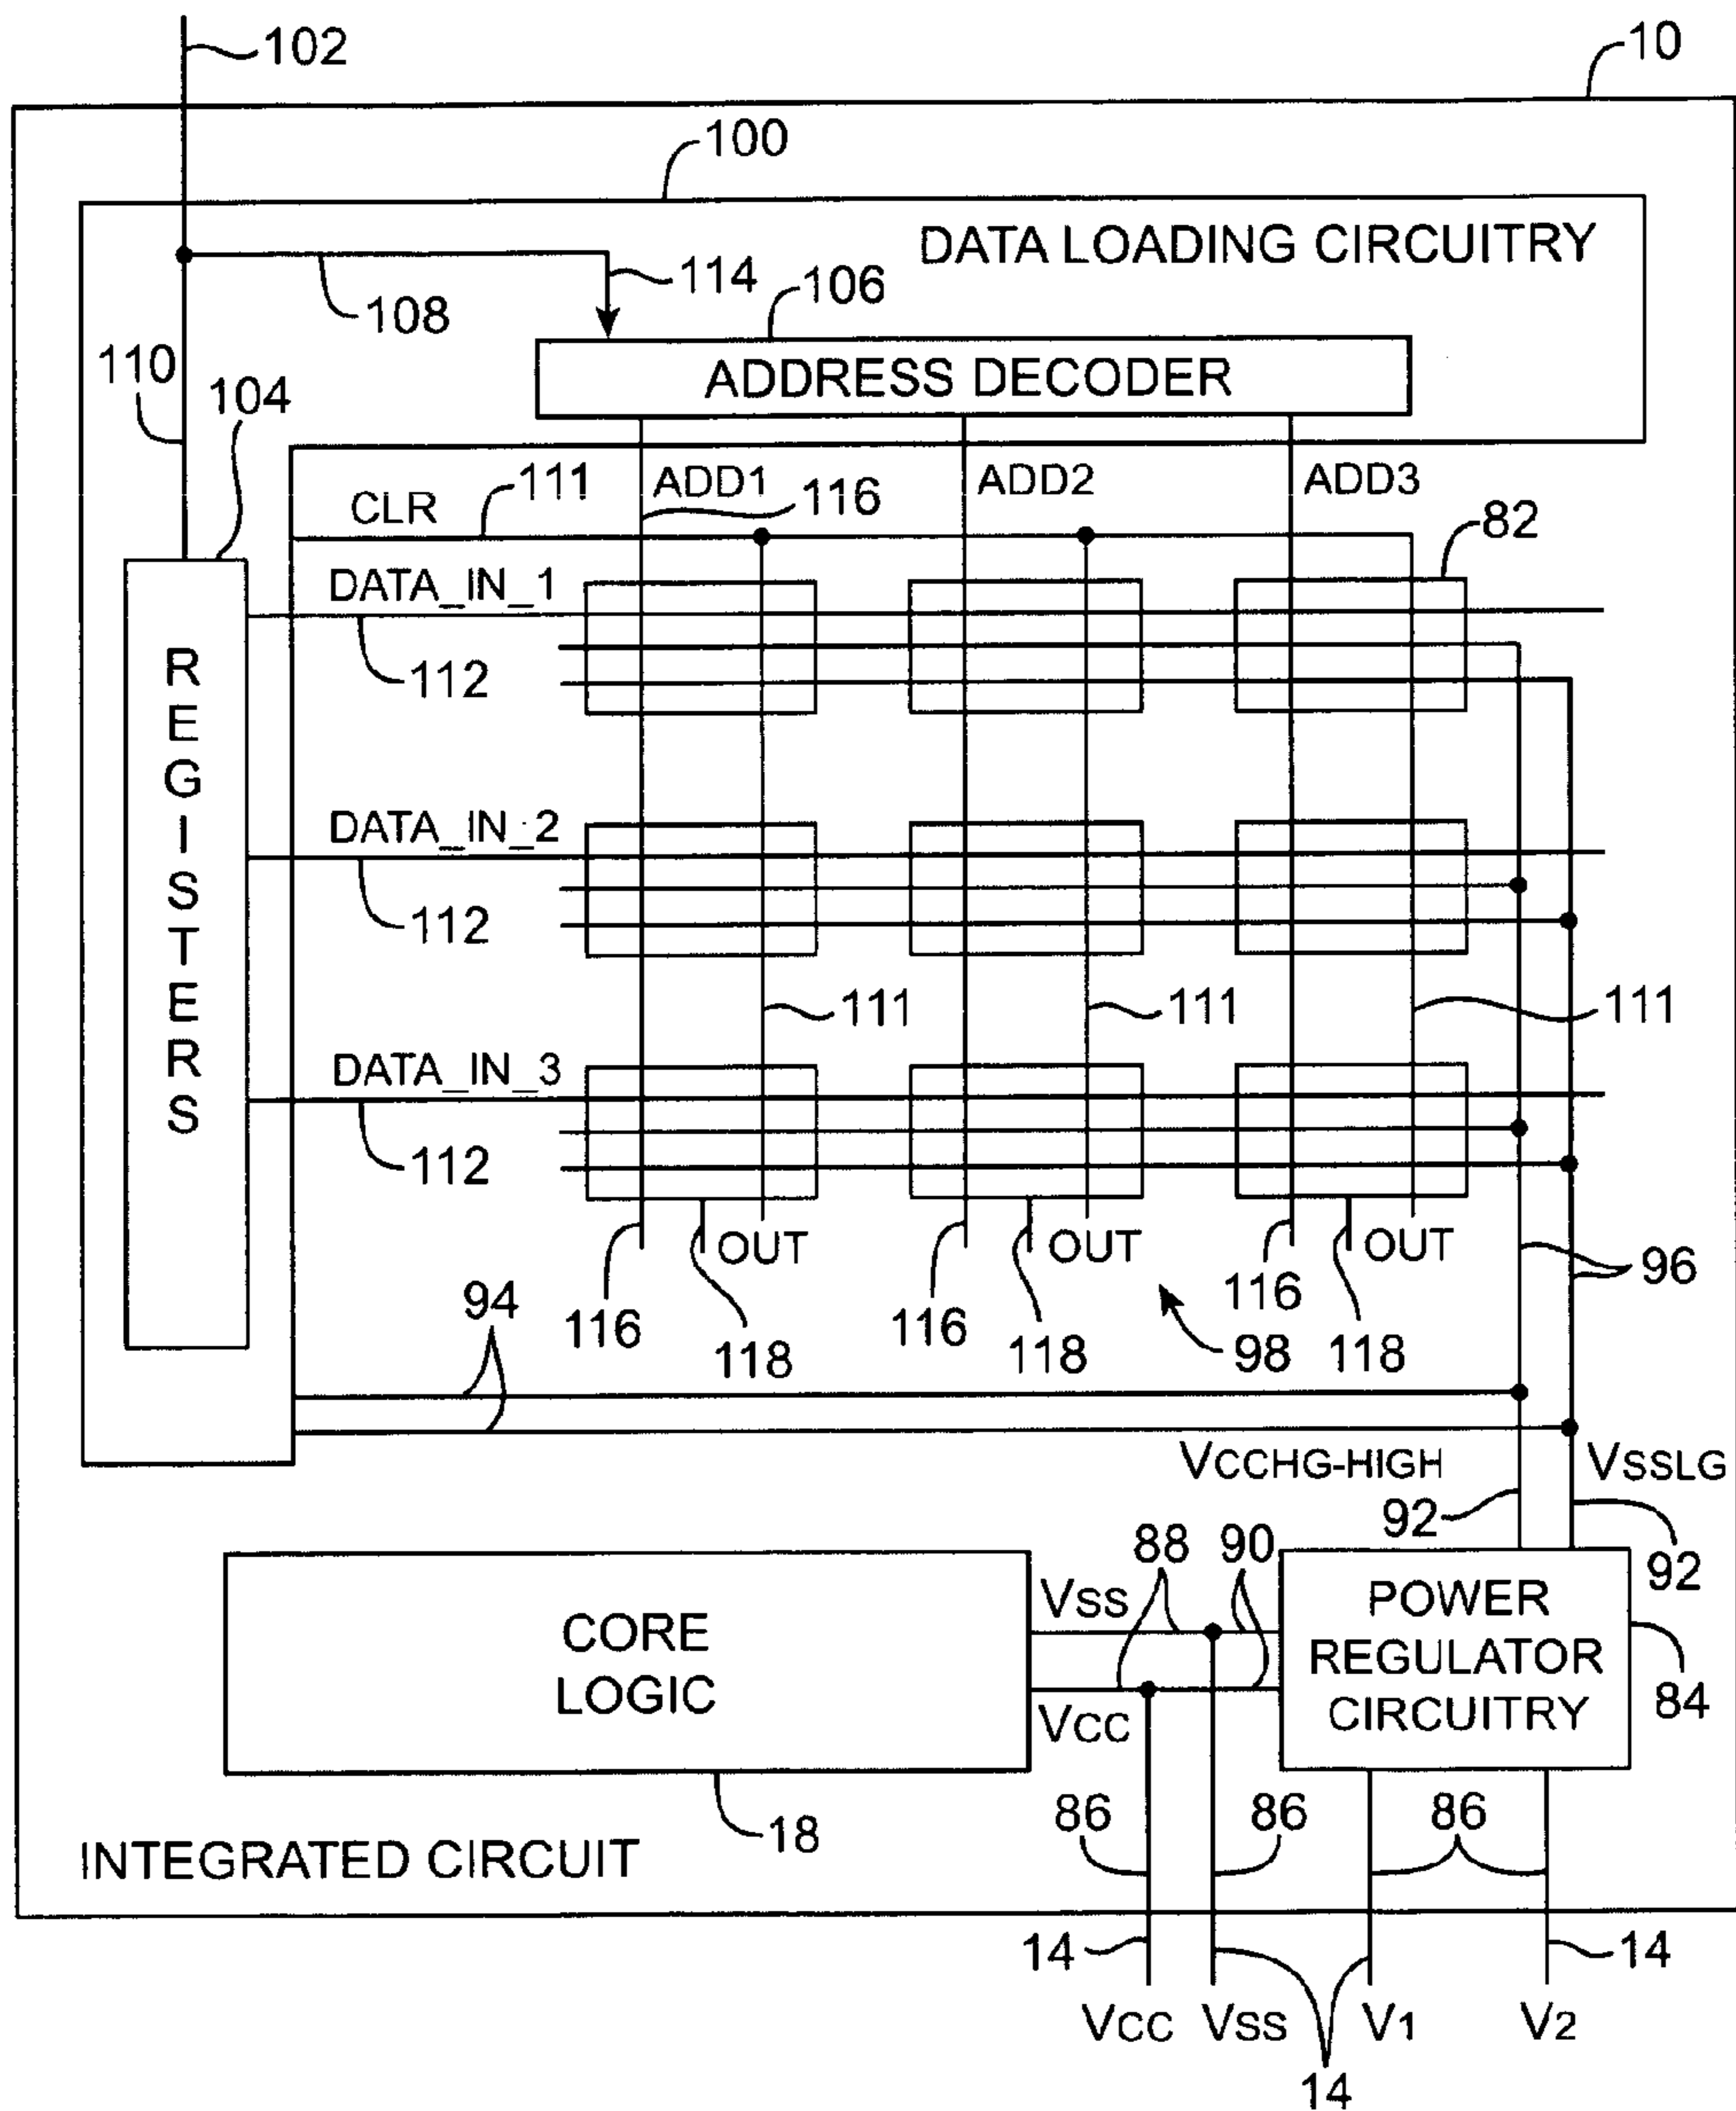 102
10
100
DATA LOADING CIRCUITRY
114
106
108
110
104
ADDRESS DECODER
CLR
111
ADD1
116
ADD2
ADD3
82
DATA_IN_1
112
REGISTERS
DATA_IN_2
112
111
111
111
DATA_IN_3
112
OUT
OUT
OUT
116
118
116
118
98
116
118
96
94
VCCHG-HIGH
VSSLG
92
92
88
90
CORE
LOGIC
VSS
VCC
POWER
REGULATOR
CIRCUITRY
84
18
86
86
86
INTEGRATED CIRCUIT
14
14
VCC
VSS
V1
V2
14